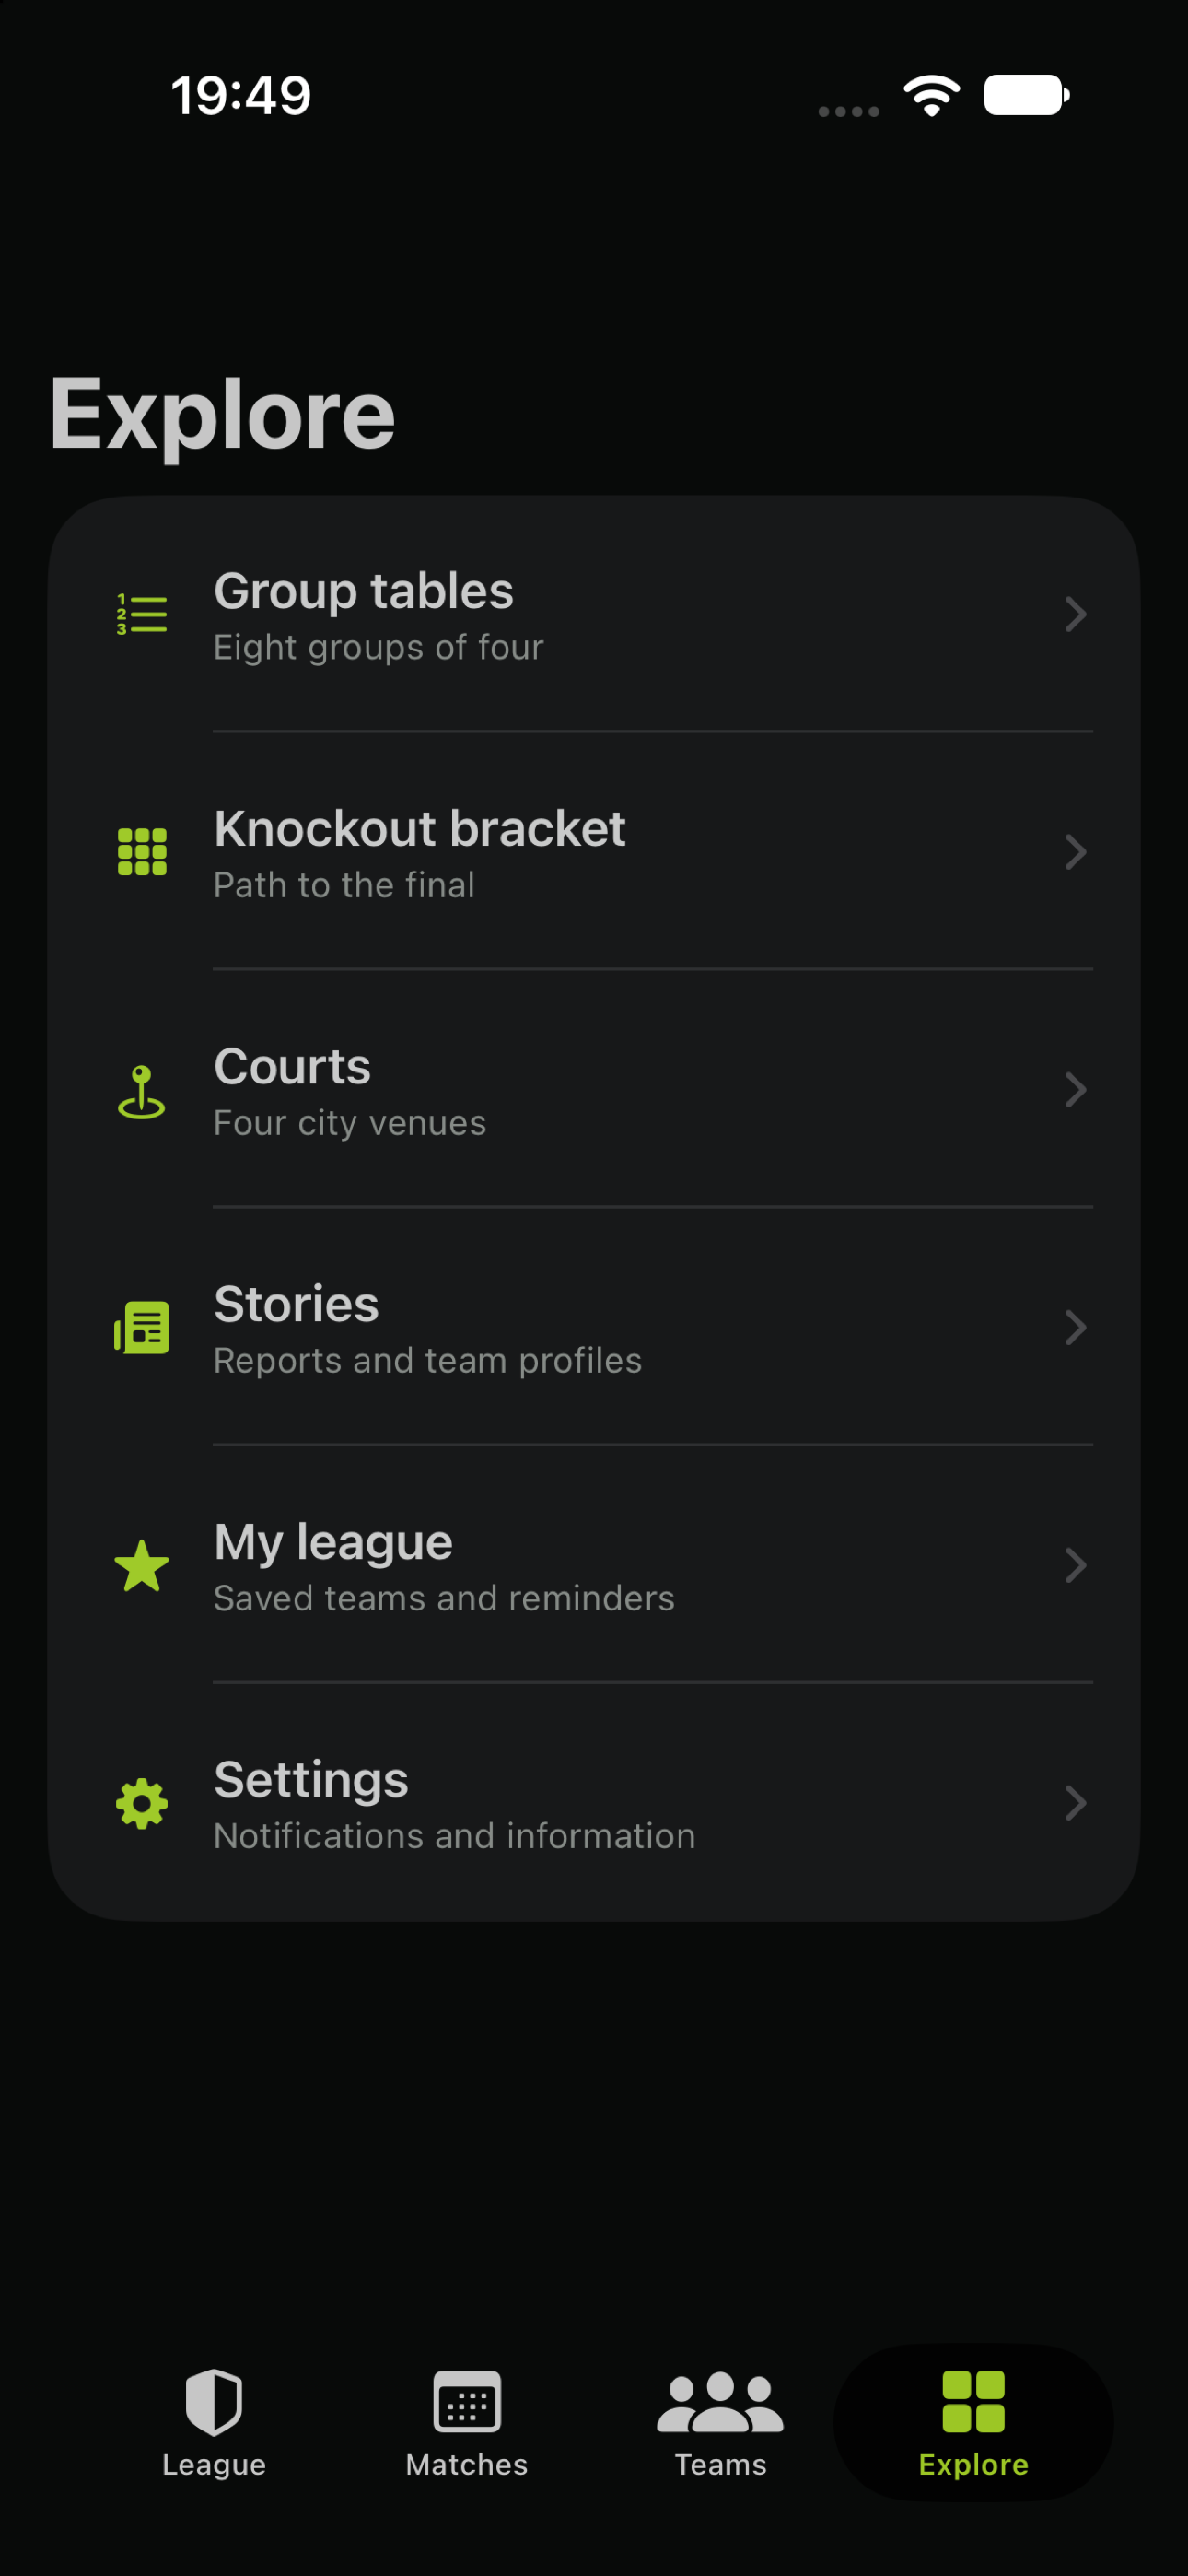 19:49
Explore
Group tables
Eight groups of four
Knockout bracket
Path to the final
Courts
Four city venues
Stories
Reports and team profiles
My league
Saved teams and reminders
Settings
Notifications and information
League
Matches
Teams
Explore